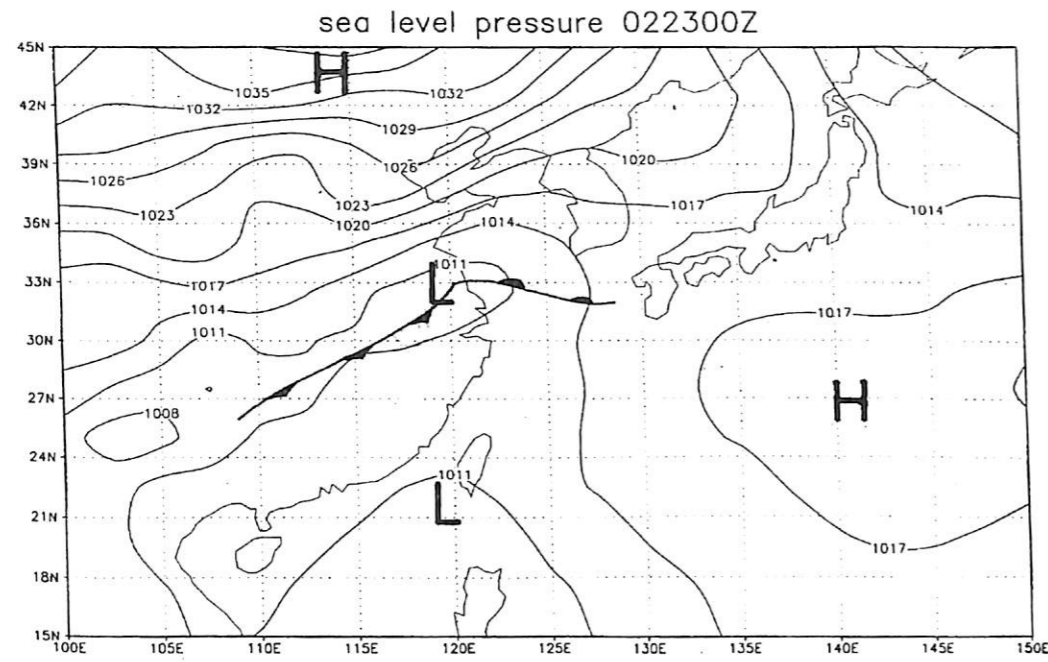 sea level pressure 022300Z
45N
H
1035
1032
1032
42N
1029
1026
1020
39N
1026
1023
1023
1020
1017
1014
1014
36N
33N
1011
L
1017
1014
1011
1017
30N
27N
H
1008
24N
1011
L
21N
1017
18N
15N
100E 105E 110E 115E 120E 125E 130E 135E 140E 145E 150E